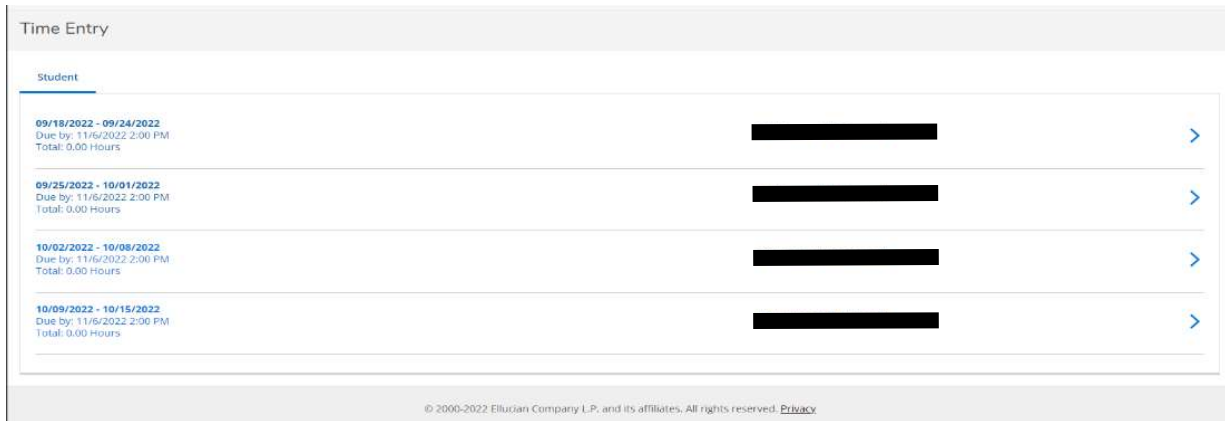 Time Entry
Student
09/18/2022 - 09/24/2022
Due by: 11/6/2022 2:00 PM
Total: 0.00 Hours
09/25/2022 - 10/01/2022
Due by: 11/6/2022 2:00 PM
Total: 0.00 Hours
10/02/2022 - 10/08/2022
Due by: 11/6/2022 2:00 PM
Total: 0.00 Hours
10/09/2022 - 10/15/2022
Due by: 11/6/2022 2:00 PM
Total: 0.00 Hours
© 2000-2022 Ellucian Company L.P. and its affiliates. All rights reserved. Privacy